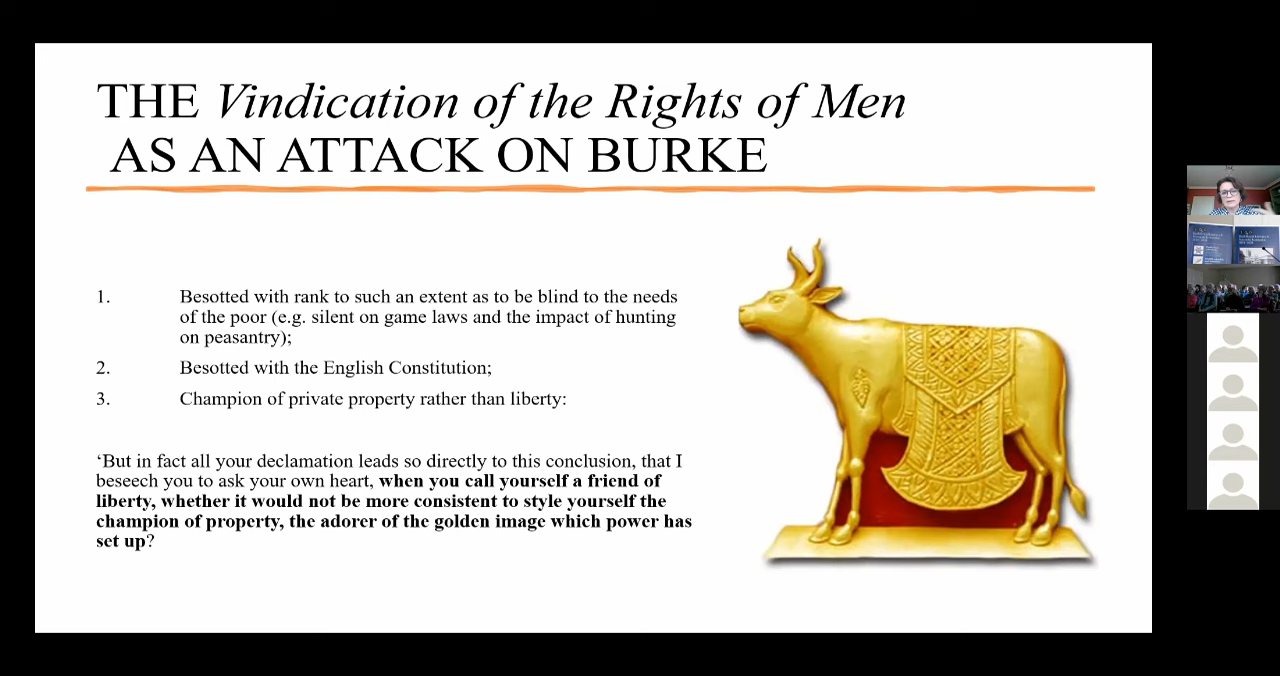 THE Vindication of the Rights of Men
AS AN ATTACK ON BURKE
1. Besotted with rank to such an extent as to be blind to the needs
of the poor (e.g. silent on game laws and the impact of hunting
on peasantry);
2. Besotted with the English Constitution;
3. Champion of private property rather than liberty:
‘But in fact all your declamation leads so directly to this conclusion, that I
beseech you to ask your own heart, when you call yourself a friend of
liberty, whether it would not be more consistent to style yourself the
champion of property, the adorer of the golden image which power has
set up?